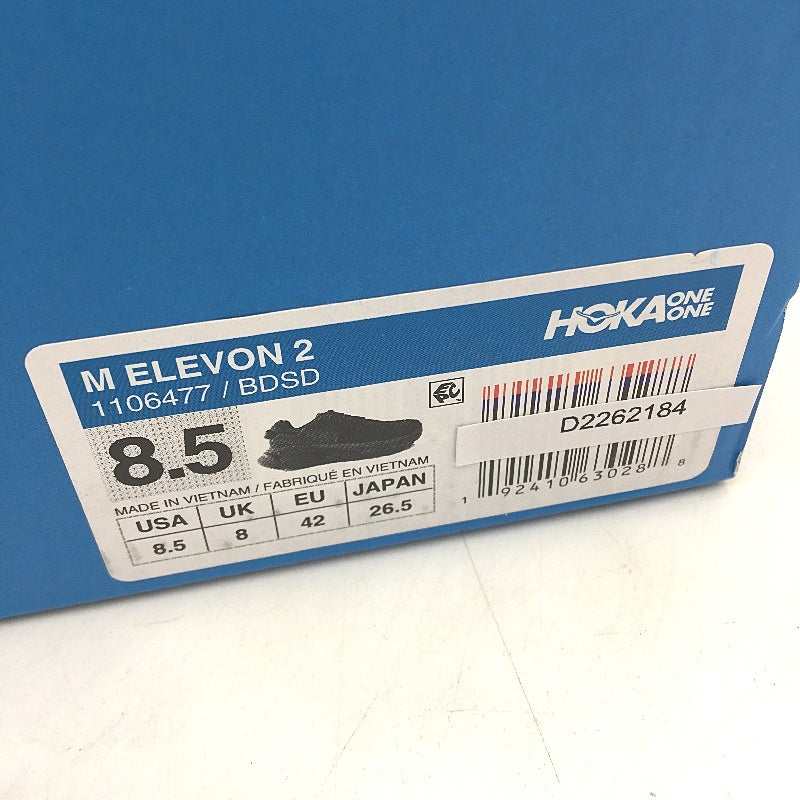 M ELEVON 2
1106477 / BDSD
HOKA ONE ONE
8.5
MADE IN VIETNAM / FABRIQUÉ EN VIETNAM
USA UK EU JAPAN
8.5 8 42 26.5
D2262184
1 92410 63028 8